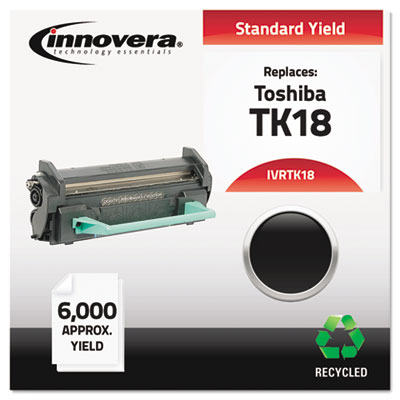 innovera
technology essentials
Standard Yield
Replaces:
Toshiba
TK18
IVRTK18
6,000
APPROX.
YIELD
RECYCLED